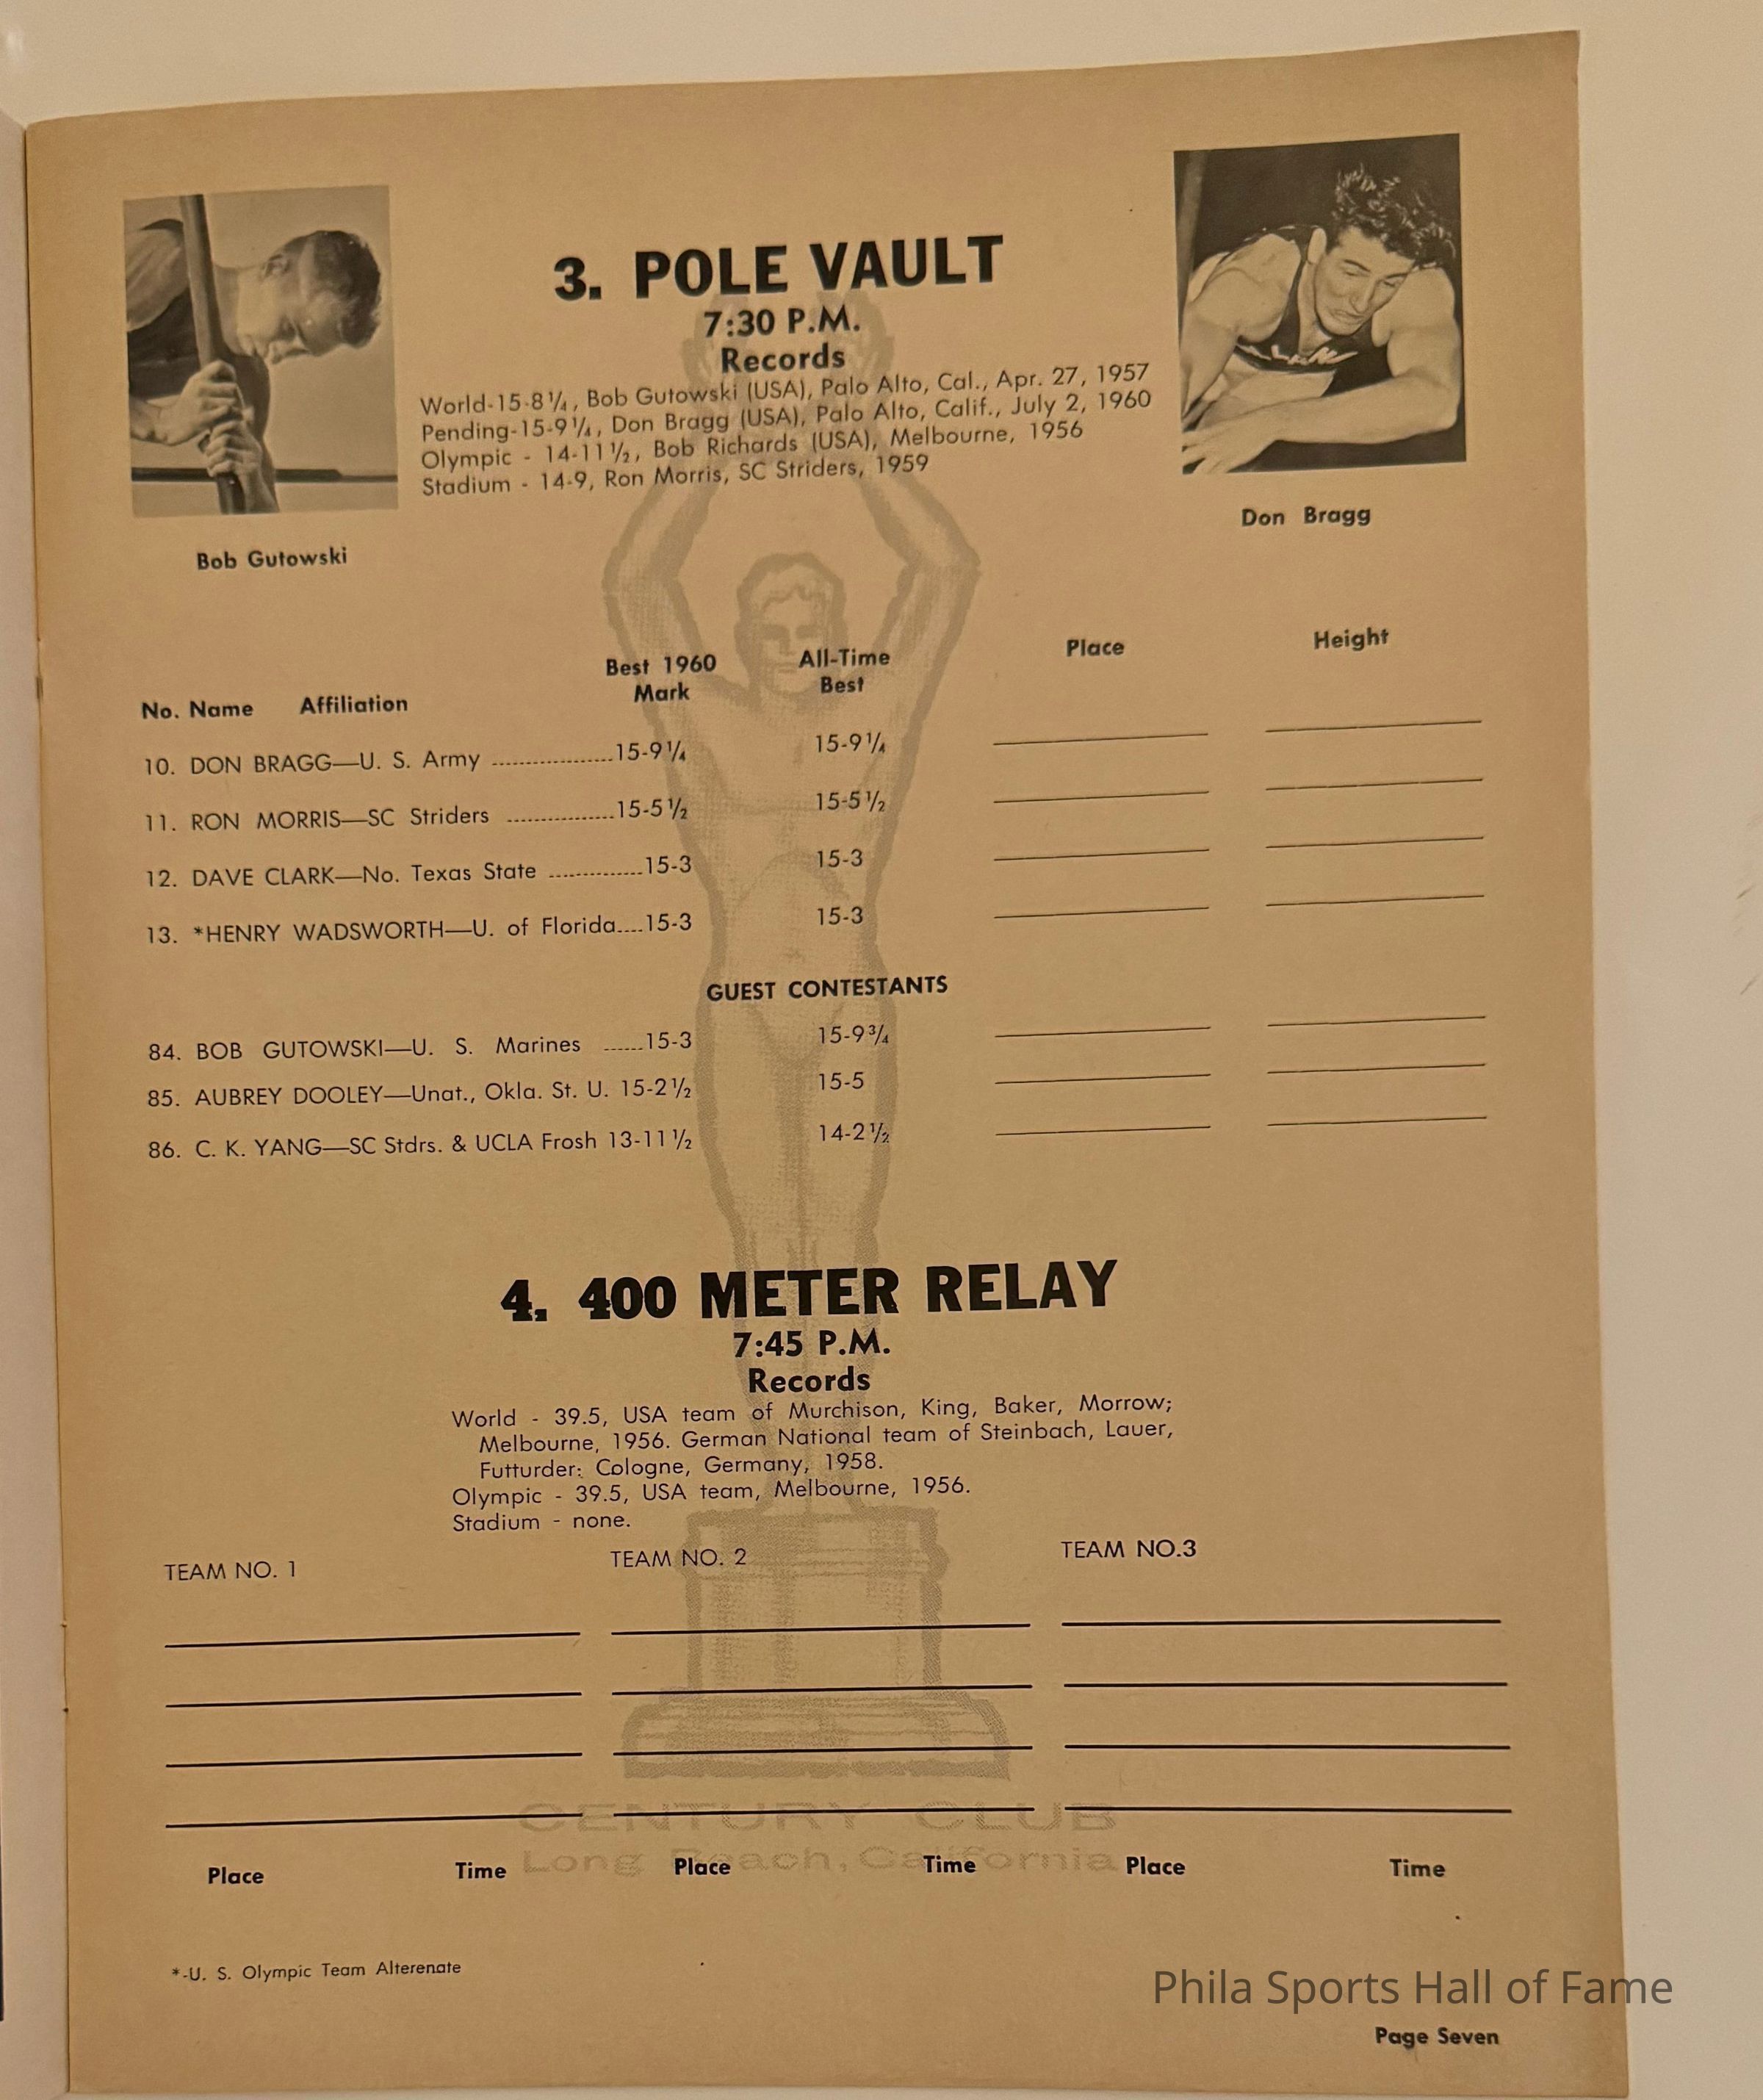 3. POLE VAULT
7:30 P.M.
Records
World-15-8¼, Bob Gutowski (USA), Palo Alto, Cal., Apr. 27, 1957
Pending-15-9¼, Don Bragg (USA), Palo Alto, Calif., July 2, 1960
Olympic - 14-11½, Bob Richards (USA), Melbourne, 1956
Stadium - 14-9, Ron Morris, SC Striders, 1959
Bob Gutowski
Don Bragg
No. Name Affiliation Best 1960 Mark All-Time Best Place Height
10. DON BRAGG—U. S. Army ..................15-9¼ 15-9¼
11. RON MORRIS—SC Striders ................15-5½ 15-5½
12. DAVE CLARK—No. Texas State ..............15-3 15-3
13. *HENRY WADSWORTH—U. of Florida....15-3 15-3
GUEST CONTESTANTS
84. BOB GUTOWSKI—U. S. Marines ......15-3 15-9¾
85. AUBREY DOOLEY—Unat., Okla. St. U. 15-2½ 15-5
86. C. K. YANG—SC Stdrs. & UCLA Frosh 13-11½ 14-2½
4. 400 METER RELAY
7:45 P.M.
Records
World - 39.5, USA team of Murchison, King, Baker, Morrow;
Melbourne, 1956. German National team of Steinbach, Lauer,
Futturder: Cologne, Germany, 1958.
Olympic - 39.5, USA team, Melbourne, 1956.
Stadium - none.
TEAM NO. 1 TEAM NO. 2 TEAM NO.3
CENTURY CLUB
Long Beach, California
Place Time Place Time Place Time
*-U. S. Olympic Team Alterenate
Phila Sports Hall of Fame
Page Seven